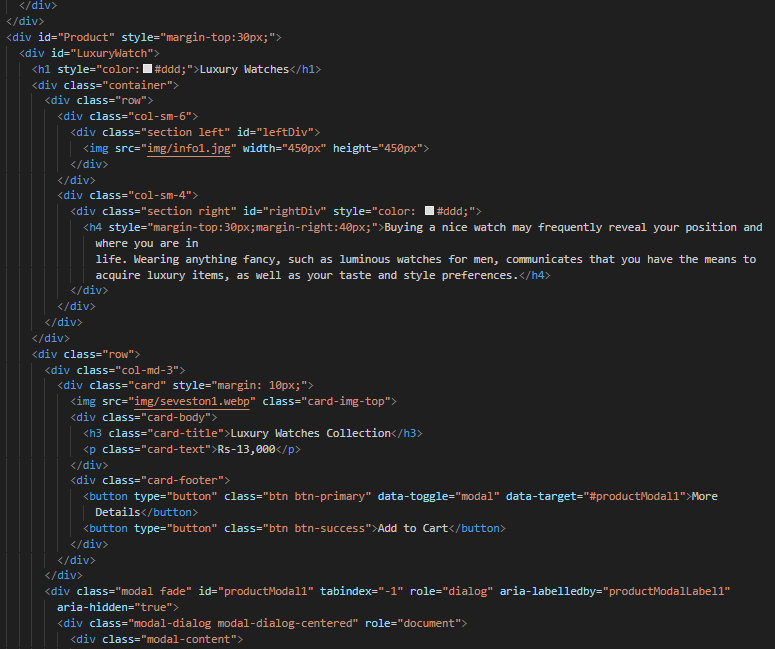 </div>
</div>
<div id="Product" style="margin-top:30px;">
<div id="LuxuryWatch">
<h1 style="color:#ddd;">Luxury Watches</h1>
<div class="container">
<div class="row">
<div class="col-sm-6">
<div class="section left" id="leftDiv">
<img src="img/info1.jpg" width="450px" height="450px">
</div>
</div>
<div class="col-sm-4">
<div class="section right" id="rightDiv" style="color: #ddd;">
<h4 style="margin-top:30px;margin-right:40px;">Buying a nice watch may frequently reveal your position and
where you are in
life. Wearing anything fancy, such as luminous watches for men, communicates that you have the means to
acquire luxury items, as well as your taste and style preferences.</h4>
</div>
</div>
</div>
</div>
<div class="row">
<div class="col-md-3">
<div class="card" style="margin: 10px;">
<img src="img/seveston1.webp" class="card-img-top">
<div class="card-body">
<h3 class="card-title">Luxury Watches Collection</h3>
<p class="card-text">Rs-13,000</p>
</div>
<div class="card-footer">
<button type="button" class="btn btn-primary" data-toggle="modal" data-target="#productModal1">More
Details</button>
<button type="button" class="btn btn-success">Add to Cart</button>
</div>
</div>
</div>
<div class="modal fade" id="productModal1" tabindex="-1" role="dialog" aria-labelledby="productModalLabel1"
aria-hidden="true">
<div class="modal-dialog modal-dialog-centered" role="document">
<div class="modal-content">